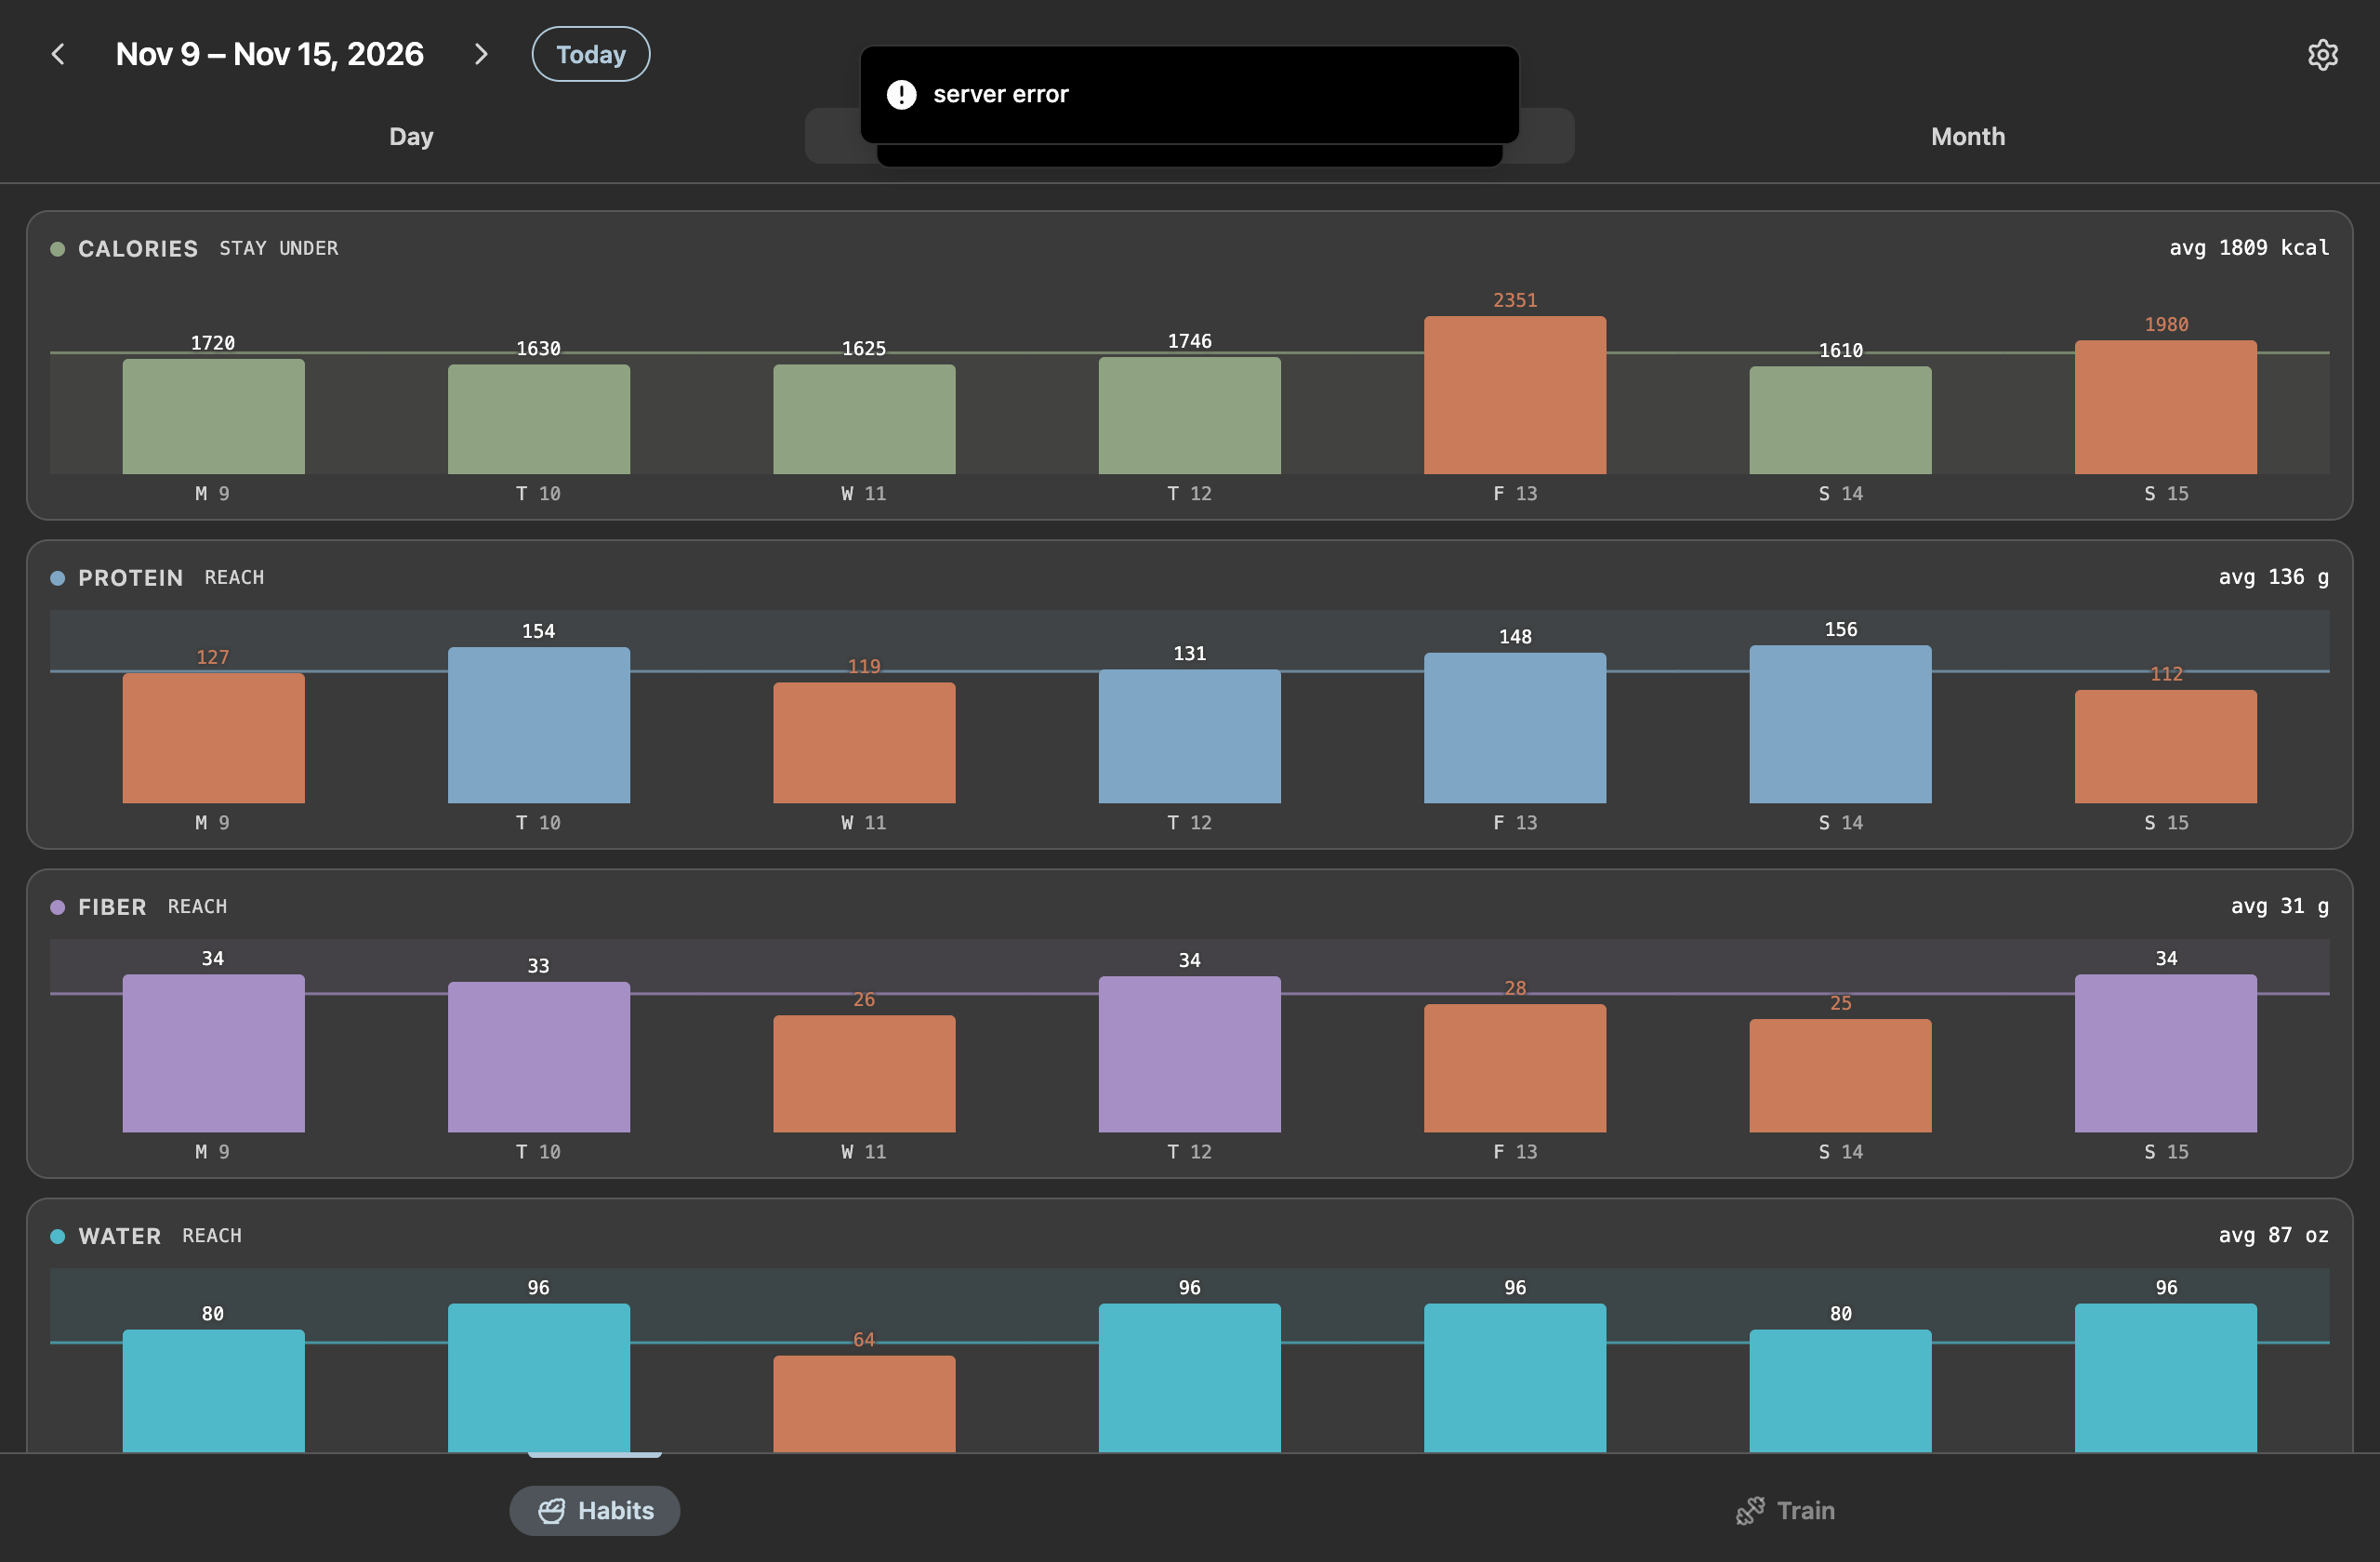 Nov 9 – Nov 15, 2026
Today
server error
Day
Month
CALORIES STAY UNDER
avg 1809 kcal
1720 1630 1625 1746 2351 1610 1980
M 9 T 10 W 11 T 12 F 13 S 14 S 15
PROTEIN REACH
avg 136 g
127 154 119 131 148 156 112
M 9 T 10 W 11 T 12 F 13 S 14 S 15
FIBER REACH
avg 31 g
34 33 26 34 28 25 34
M 9 T 10 W 11 T 12 F 13 S 14 S 15
WATER REACH
avg 87 oz
80 96 64 96 96 80 96
Habits
Train